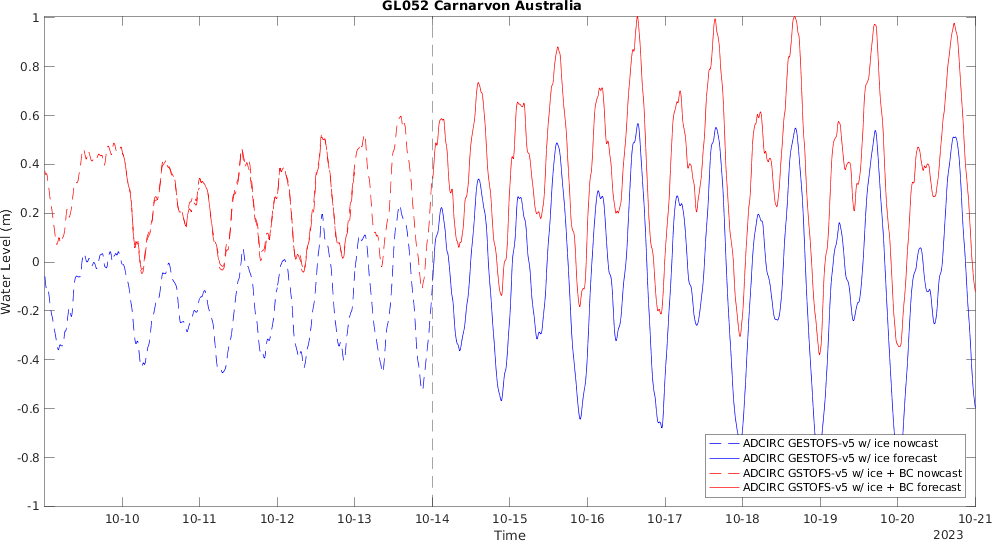 GL052 Carnarvon Australia
1
0.8
0.6
0.4
0.2
0
-0.2
-0.4
-0.6
-0.8
-1
Water Level (m)
10-10 10-11 10-12 10-13 10-14 10-15 10-16 10-17 10-18 10-19 10-20 10-21
Time
2023
ADCIRC GESTOFS-v5 w/ ice nowcast
ADCIRC GESTOFS-v5 w/ ice forecast
ADCIRC GSTOFS-v5 w/ ice + BC nowcast
ADCIRC GSTOFS-v5 w/ ice + BC forecast